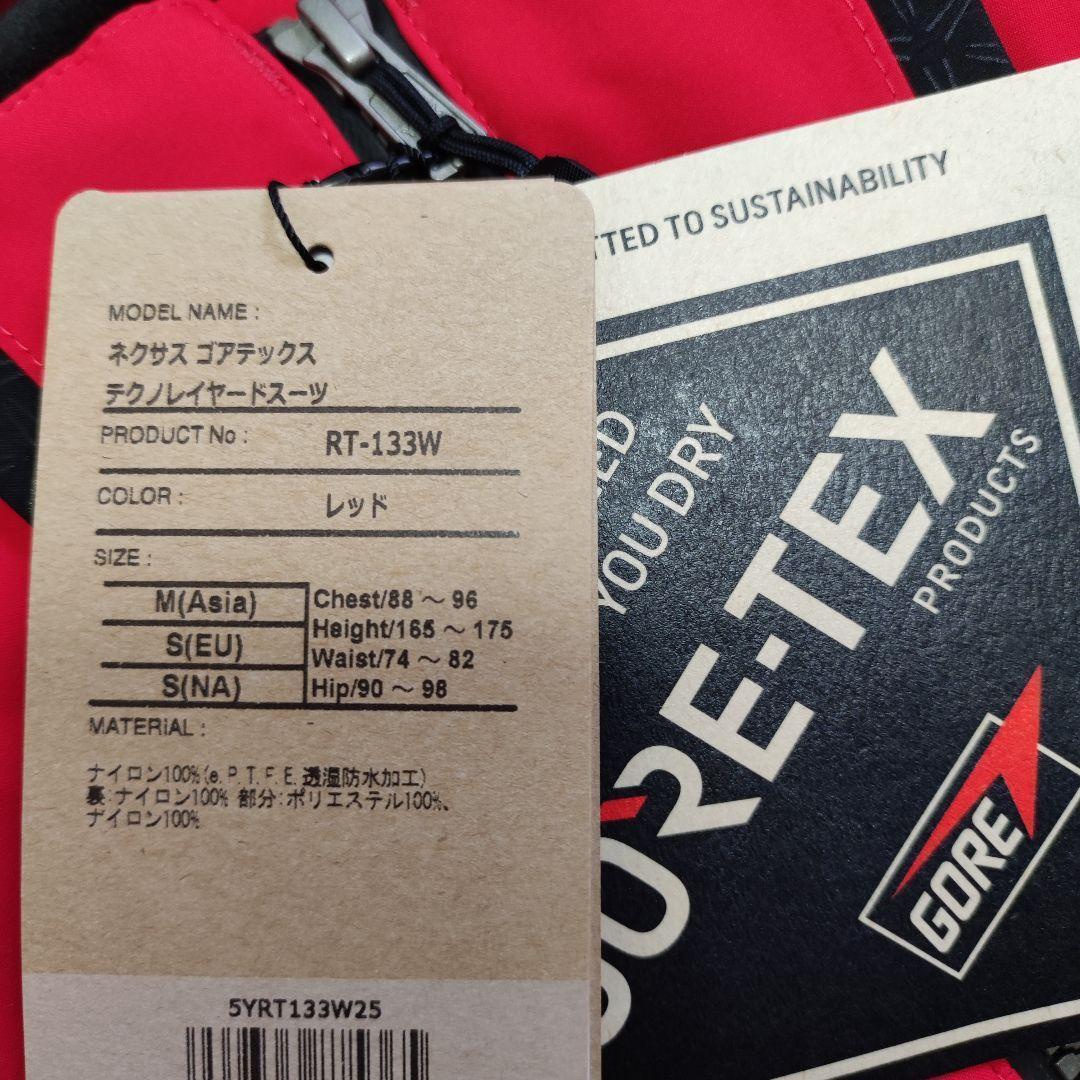 MODEL NAME :
ネクサス ゴアテックス
テクノレイヤードスーツ
PRODUCT No :
RT-133W
COLOR :
レッド
SIZE :
M(Asia)
S(EU)
S(NA)
Chest/88 ～ 96
Height/165 ～ 175
Waist/74 ～ 82
Hip/90 ～ 98
MATERIAL :
ナイロン100%(e.P.T.F.E.透湿防水加工)
裏:ナイロン100% 部分:ポリエステル100%、
ナイロン100%
5YRT133W25
TO SUSTAINABILITY
YOU DRY
GORE-TEX
PRODUCTS
GORE